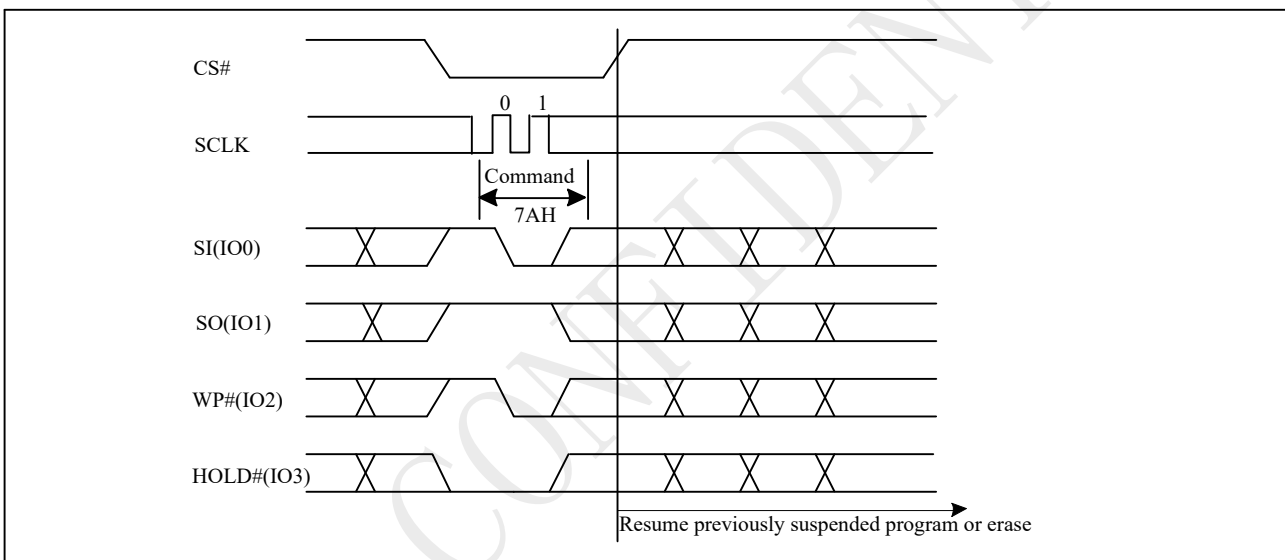 CS#
0 1
SCLK
Command
7AH
SI(IO0)
SO(IO1)
WP#(IO2)
HOLD#(IO3)
Resume previously suspended program or erase
CONFIDEN